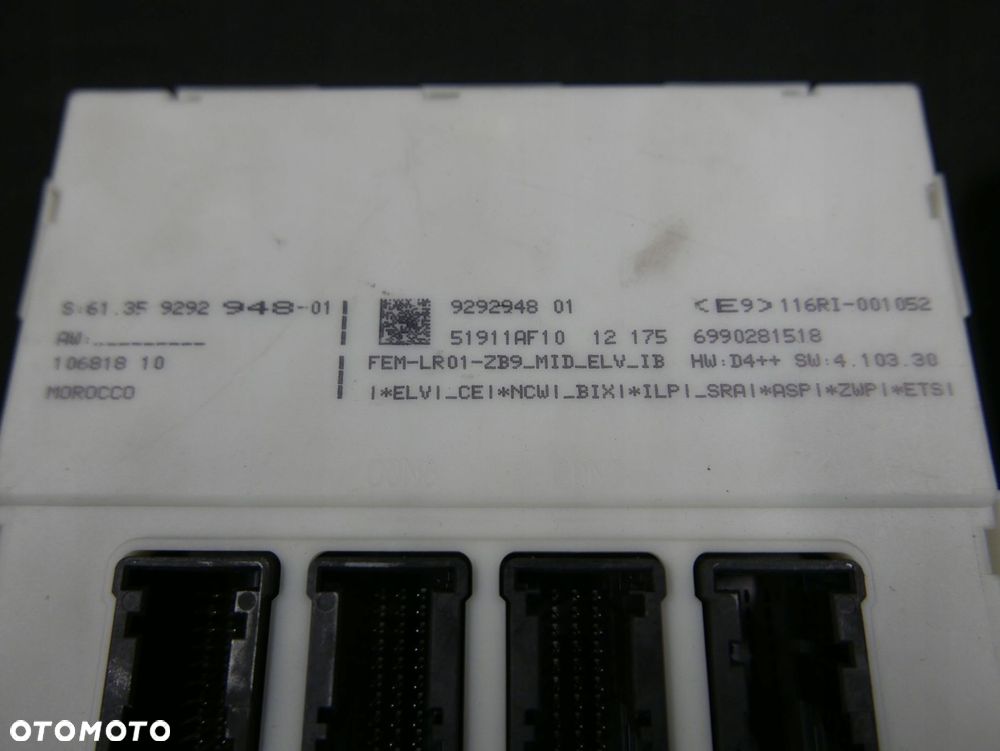 S:61.35 9292 948-01
AW:__________
106818 10
MOROCCO
9292948 01
51911AF10 12 175
<E9>116RI-001052
6990281518
FEM-LR01-ZB9_MID_ELV_IB HW:D4++ SW:4.103.30
|*ELV|_CE|*NCW|_BIX|*ILP|_SRA|*ASP|*ZWP|*ETS|
OTOMOTO